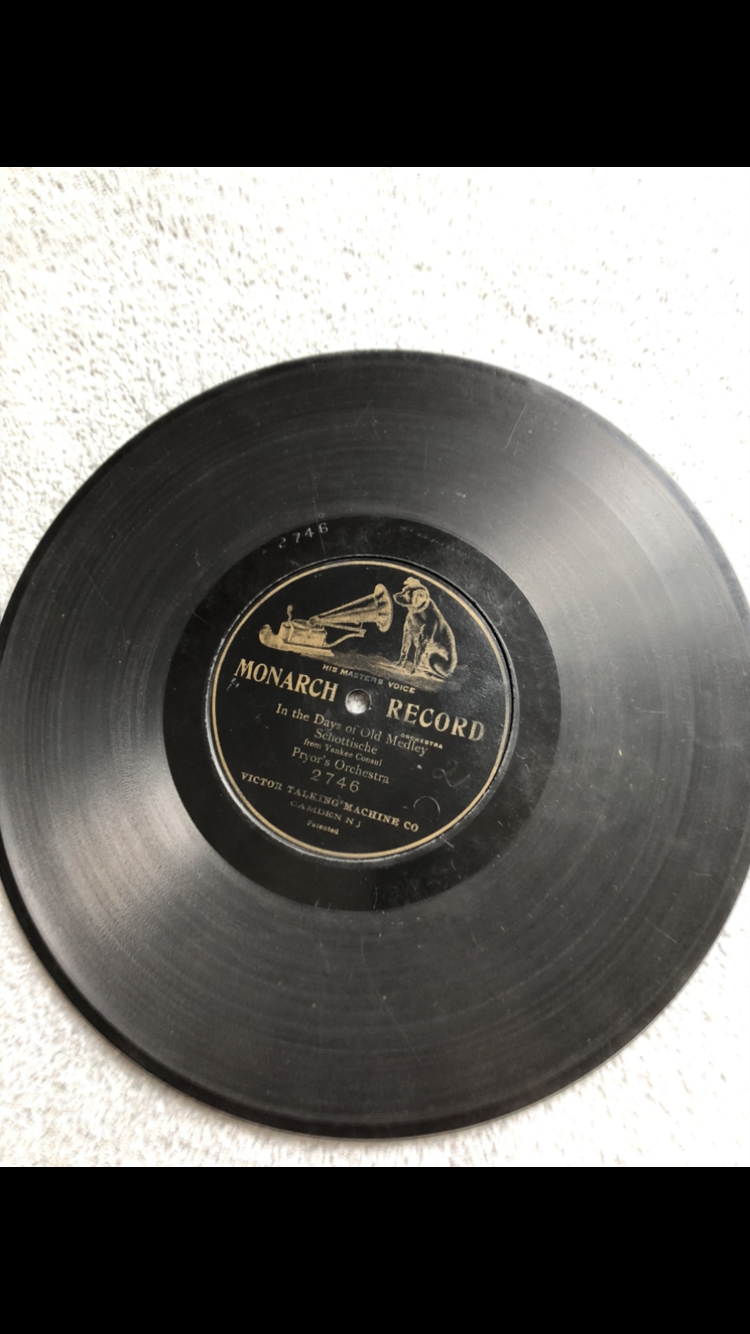 2746
HIS MASTERS VOICE
MONARCH RECORD
ORCHESTRA
In the Days of Old Medley
Schottische
from Yankee Consul
Pryor's Orchestra
2746
VICTOR TALKING MACHINE CO
CAMDEN N J
Patented